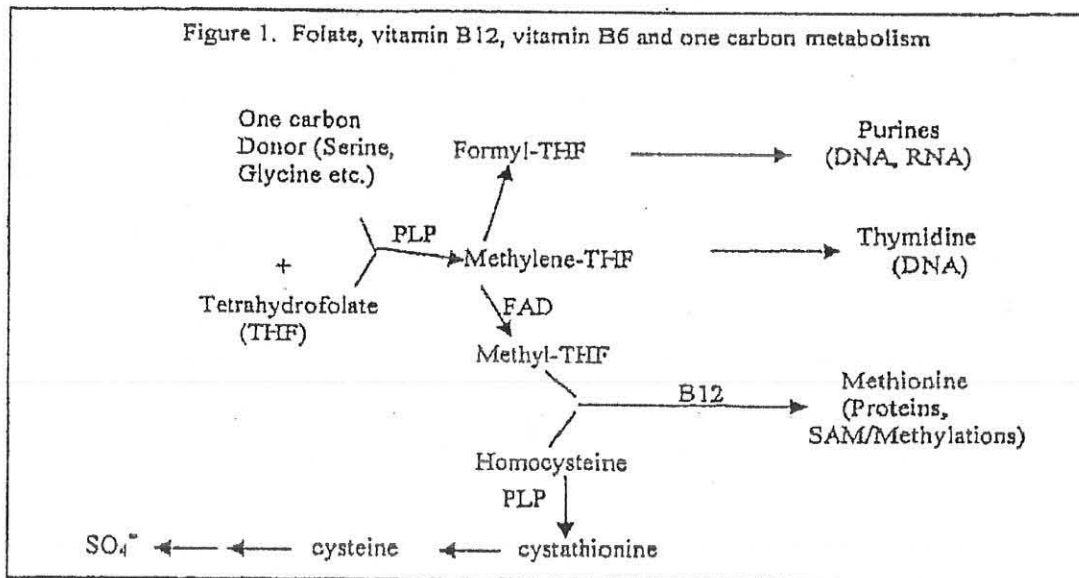 Figure 1. Folate, vitamin B12, vitamin B6 and one carbon metabolism
One carbon
Donor (Serine,
Glycine etc.)
Formyl-THF
Purines
(DNA, RNA)
PLP
+
Methylene-THF
Thymidine
(DNA)
Tetrahydrofolate
(THF)
FAD
Methyl-THF
B12
Methionine
(Proteins,
SAM/Methylations)
Homocysteine
PLP
SO₄⁼
cysteine
cystathionine